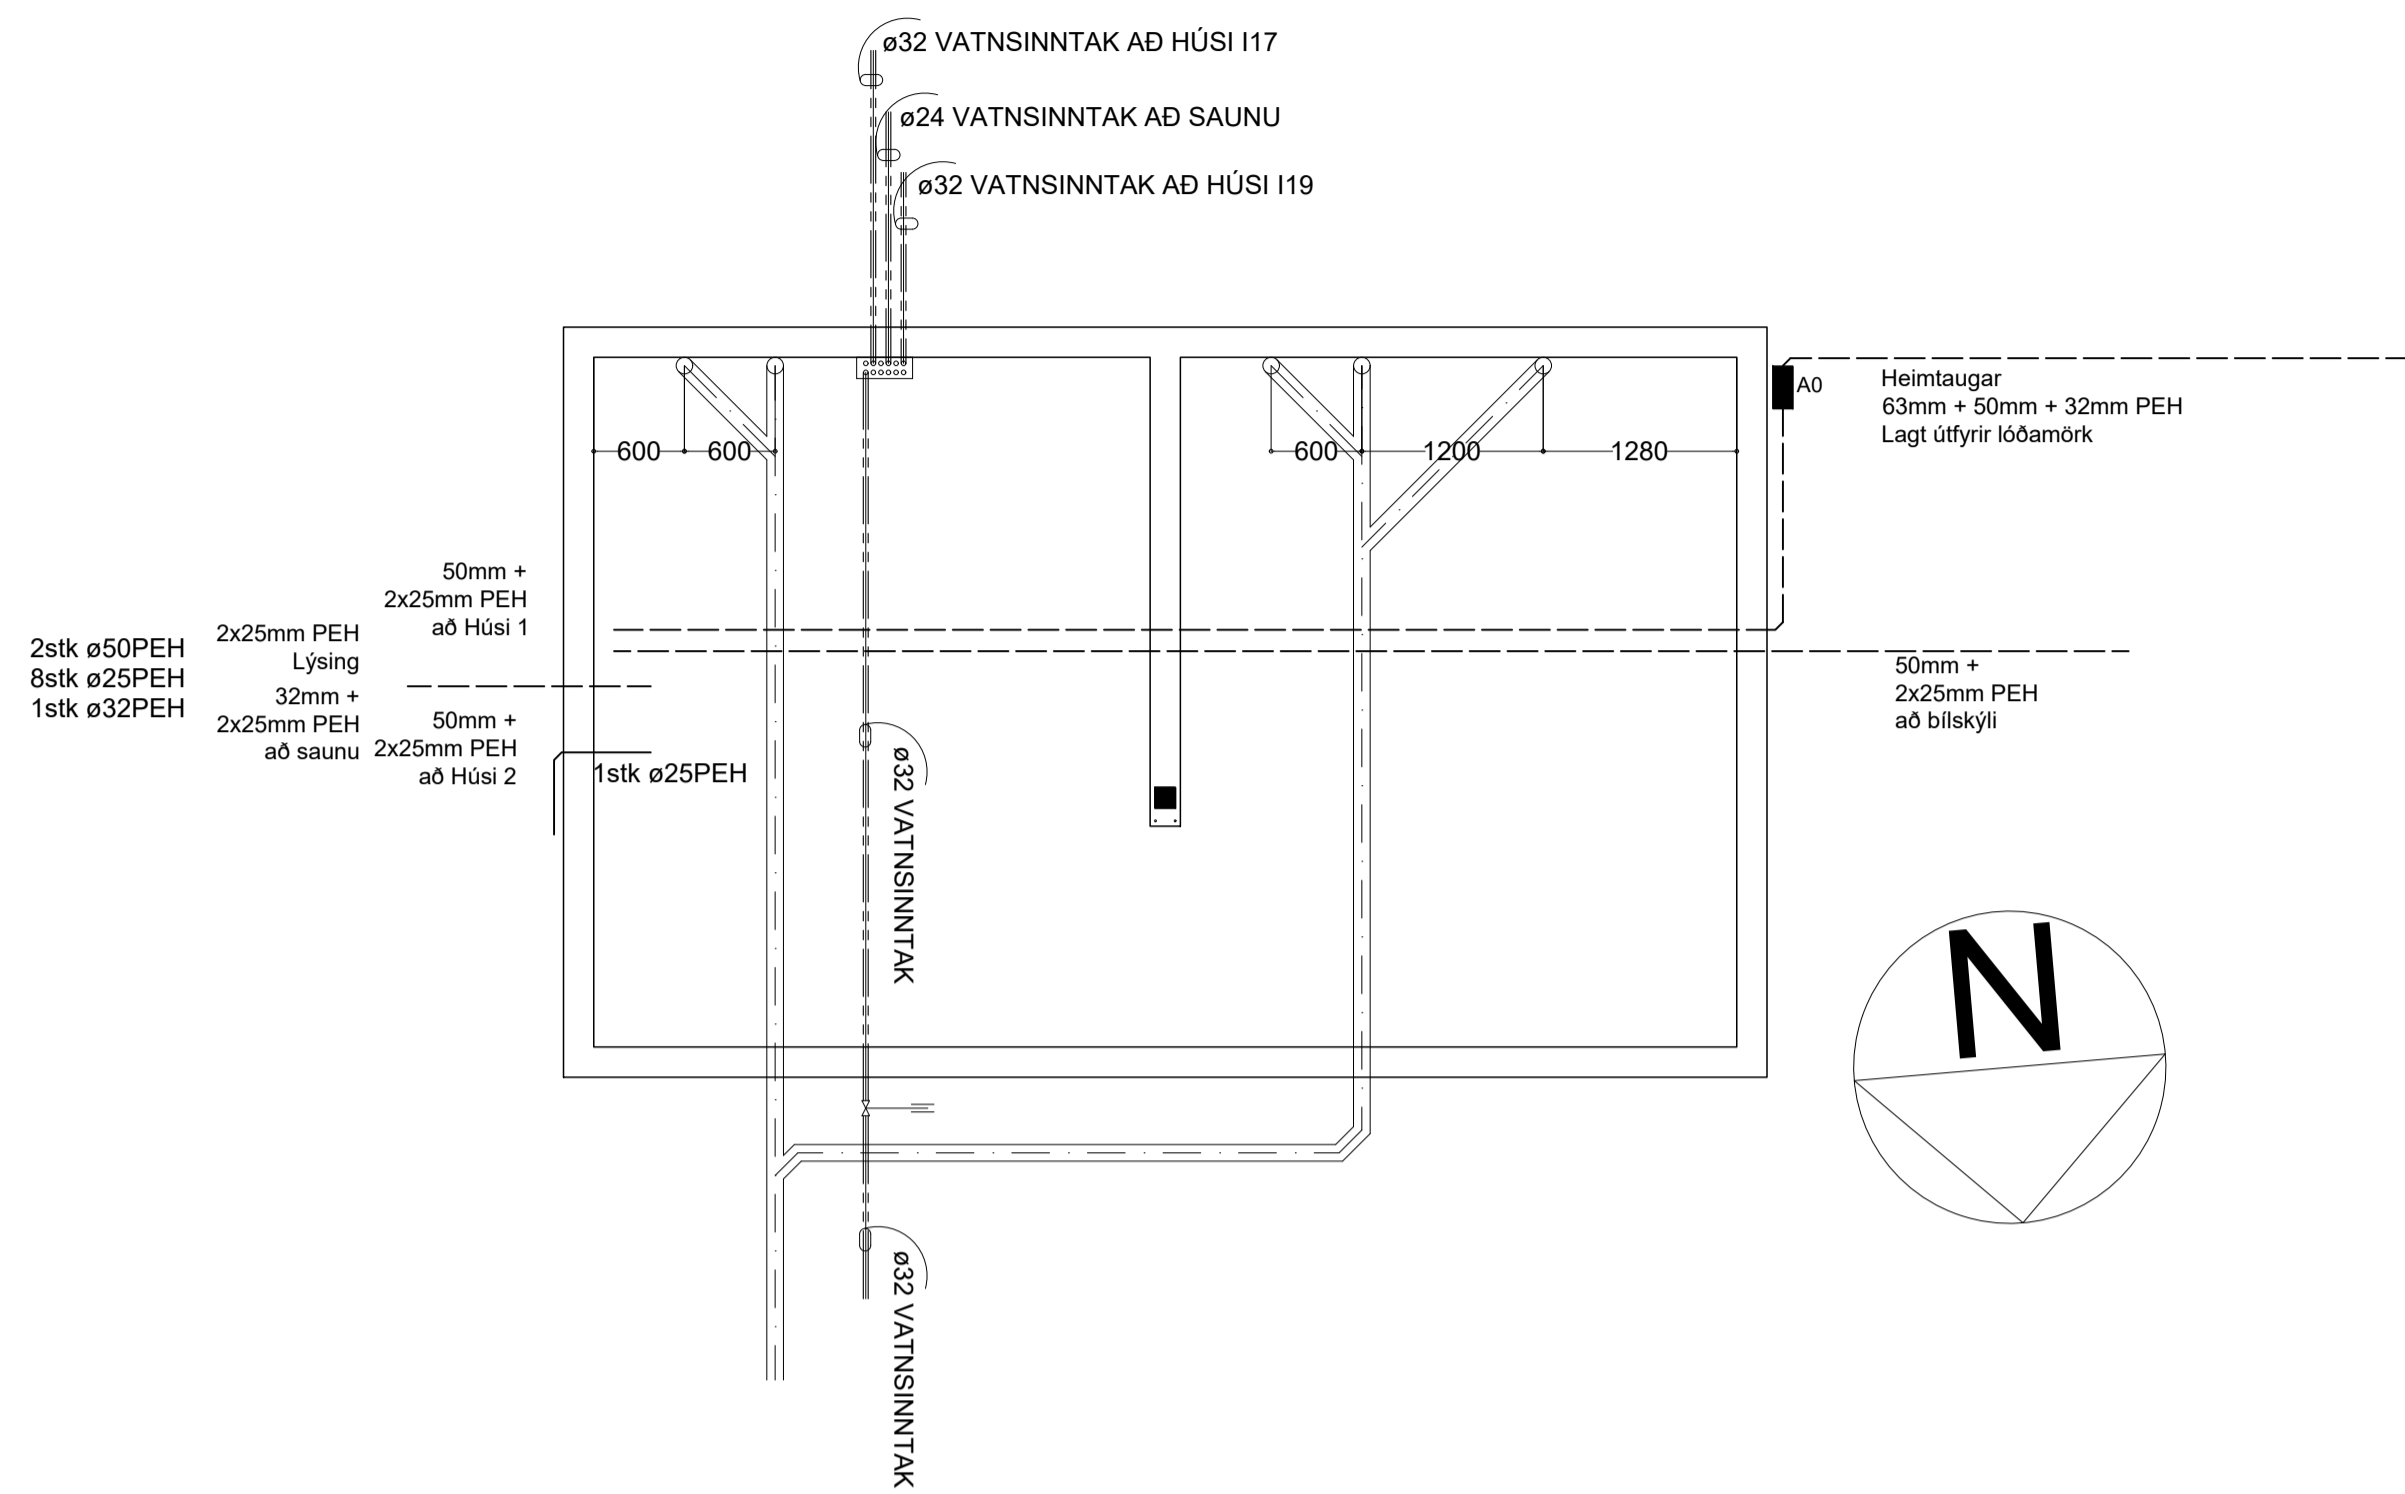 ø32 VATNSINNTAK AÐ HÚSI I17
ø24 VATNSINNTAK AÐ SAUNU
ø32 VATNSINNTAK AÐ HÚSI I19
A0
Heimtaugar
63mm + 50mm + 32mm PEH
Lagt útfyrir lóðamörk
600
600
600
1200
1280
50mm +
2x25mm PEH
að Húsi 1
2stk ø50PEH
8stk ø25PEH
1stk ø32PEH
2x25mm PEH
Lýsing
32mm +
2x25mm PEH
að saunu
50mm +
2x25mm PEH
að Húsi 2
1stk ø25PEH
50mm +
2x25mm PEH
að bílskýli
ø32 VATNSINNTAK
N
ø32 VATNSINNTAK